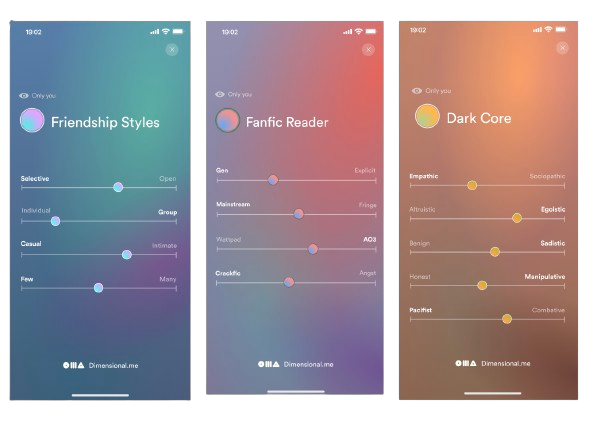 19:02
Only you
Friendship Styles
Selective Open
Individual Group
Casual Intimate
Few Many
Dimensional.me
19:02
Only you
Fanfic Reader
Gen Explicit
Mainstream Fringe
Wattpad AO3
Crackfic Angst
Dimensional.me
19:02
Only you
Dark Core
Empathic Sociopathic
Altruistic Egoistic
Benign Sadistic
Honest Manipulative
Pacifist Combative
Dimensional.me